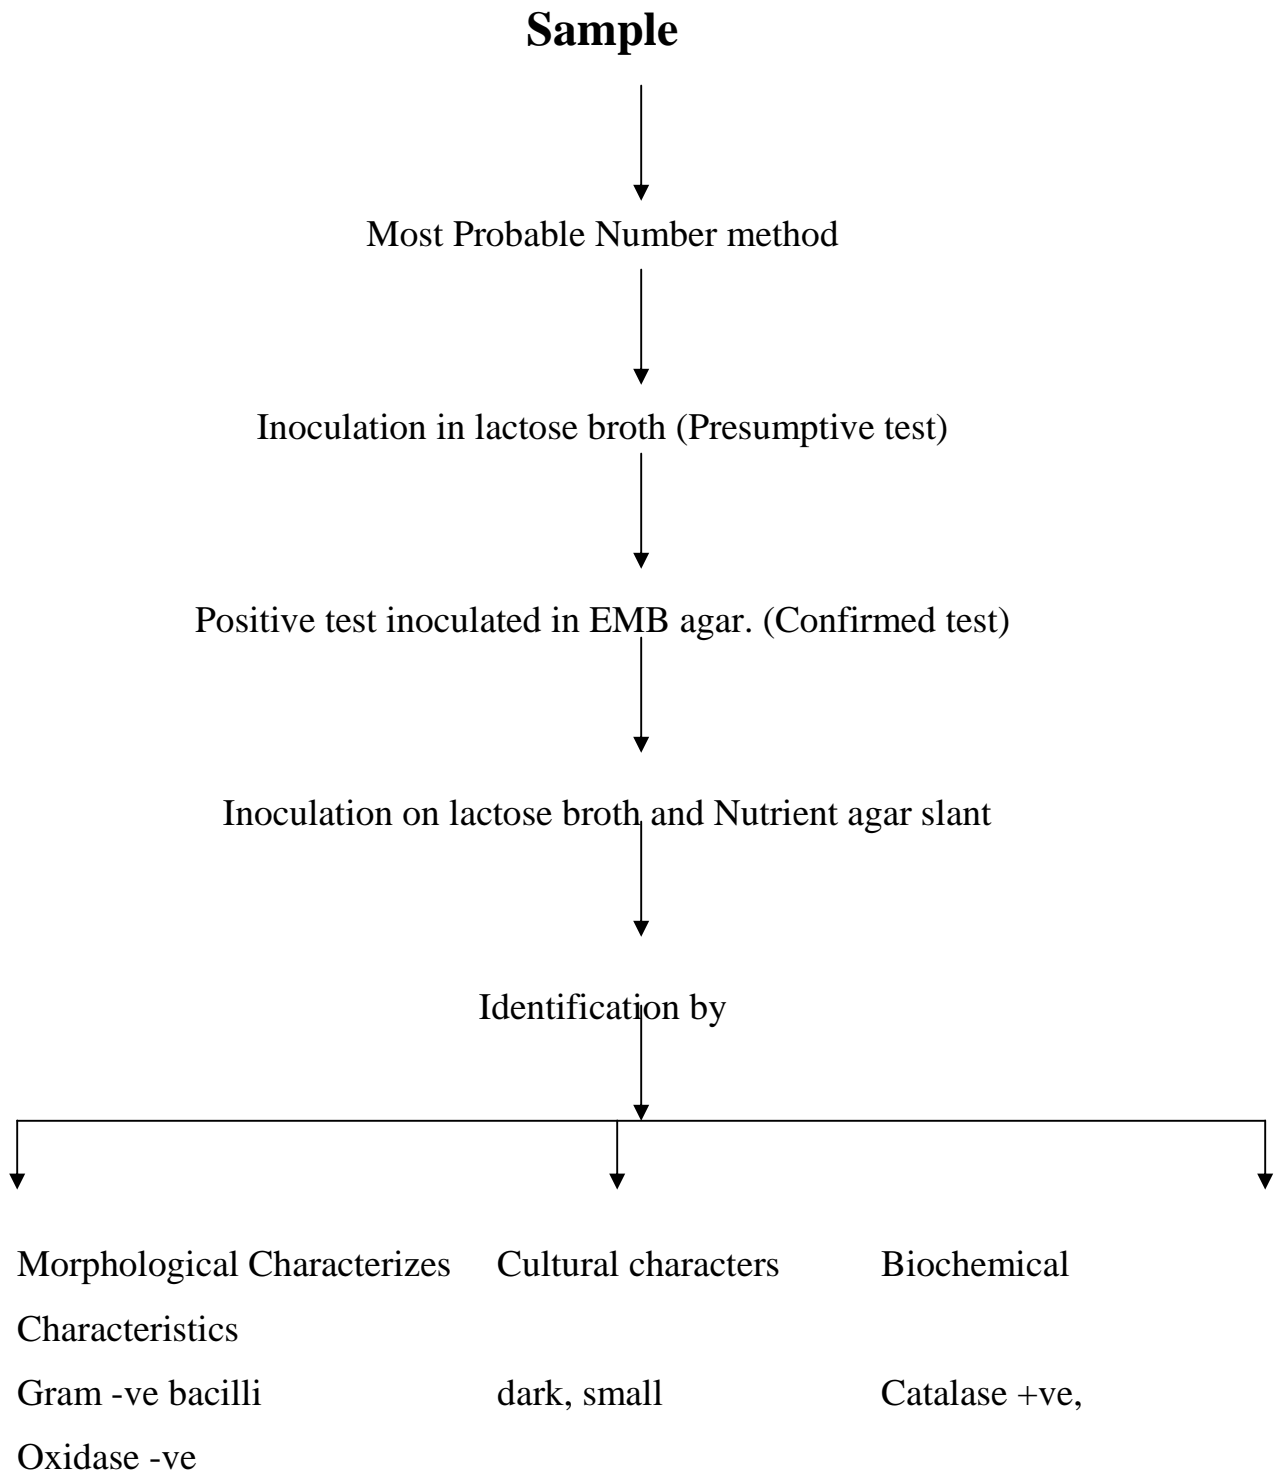 Sample
Most Probable Number method
Inoculation in lactose broth (Presumptive test)
Positive test inoculated in EMB agar. (Confirmed test)
Inoculation on lactose broth and Nutrient agar slant
Identification by
Morphological Characterizes Cultural characters Biochemical
Characteristics
Gram -ve bacilli dark, small Catalase +ve,
Oxidase -ve